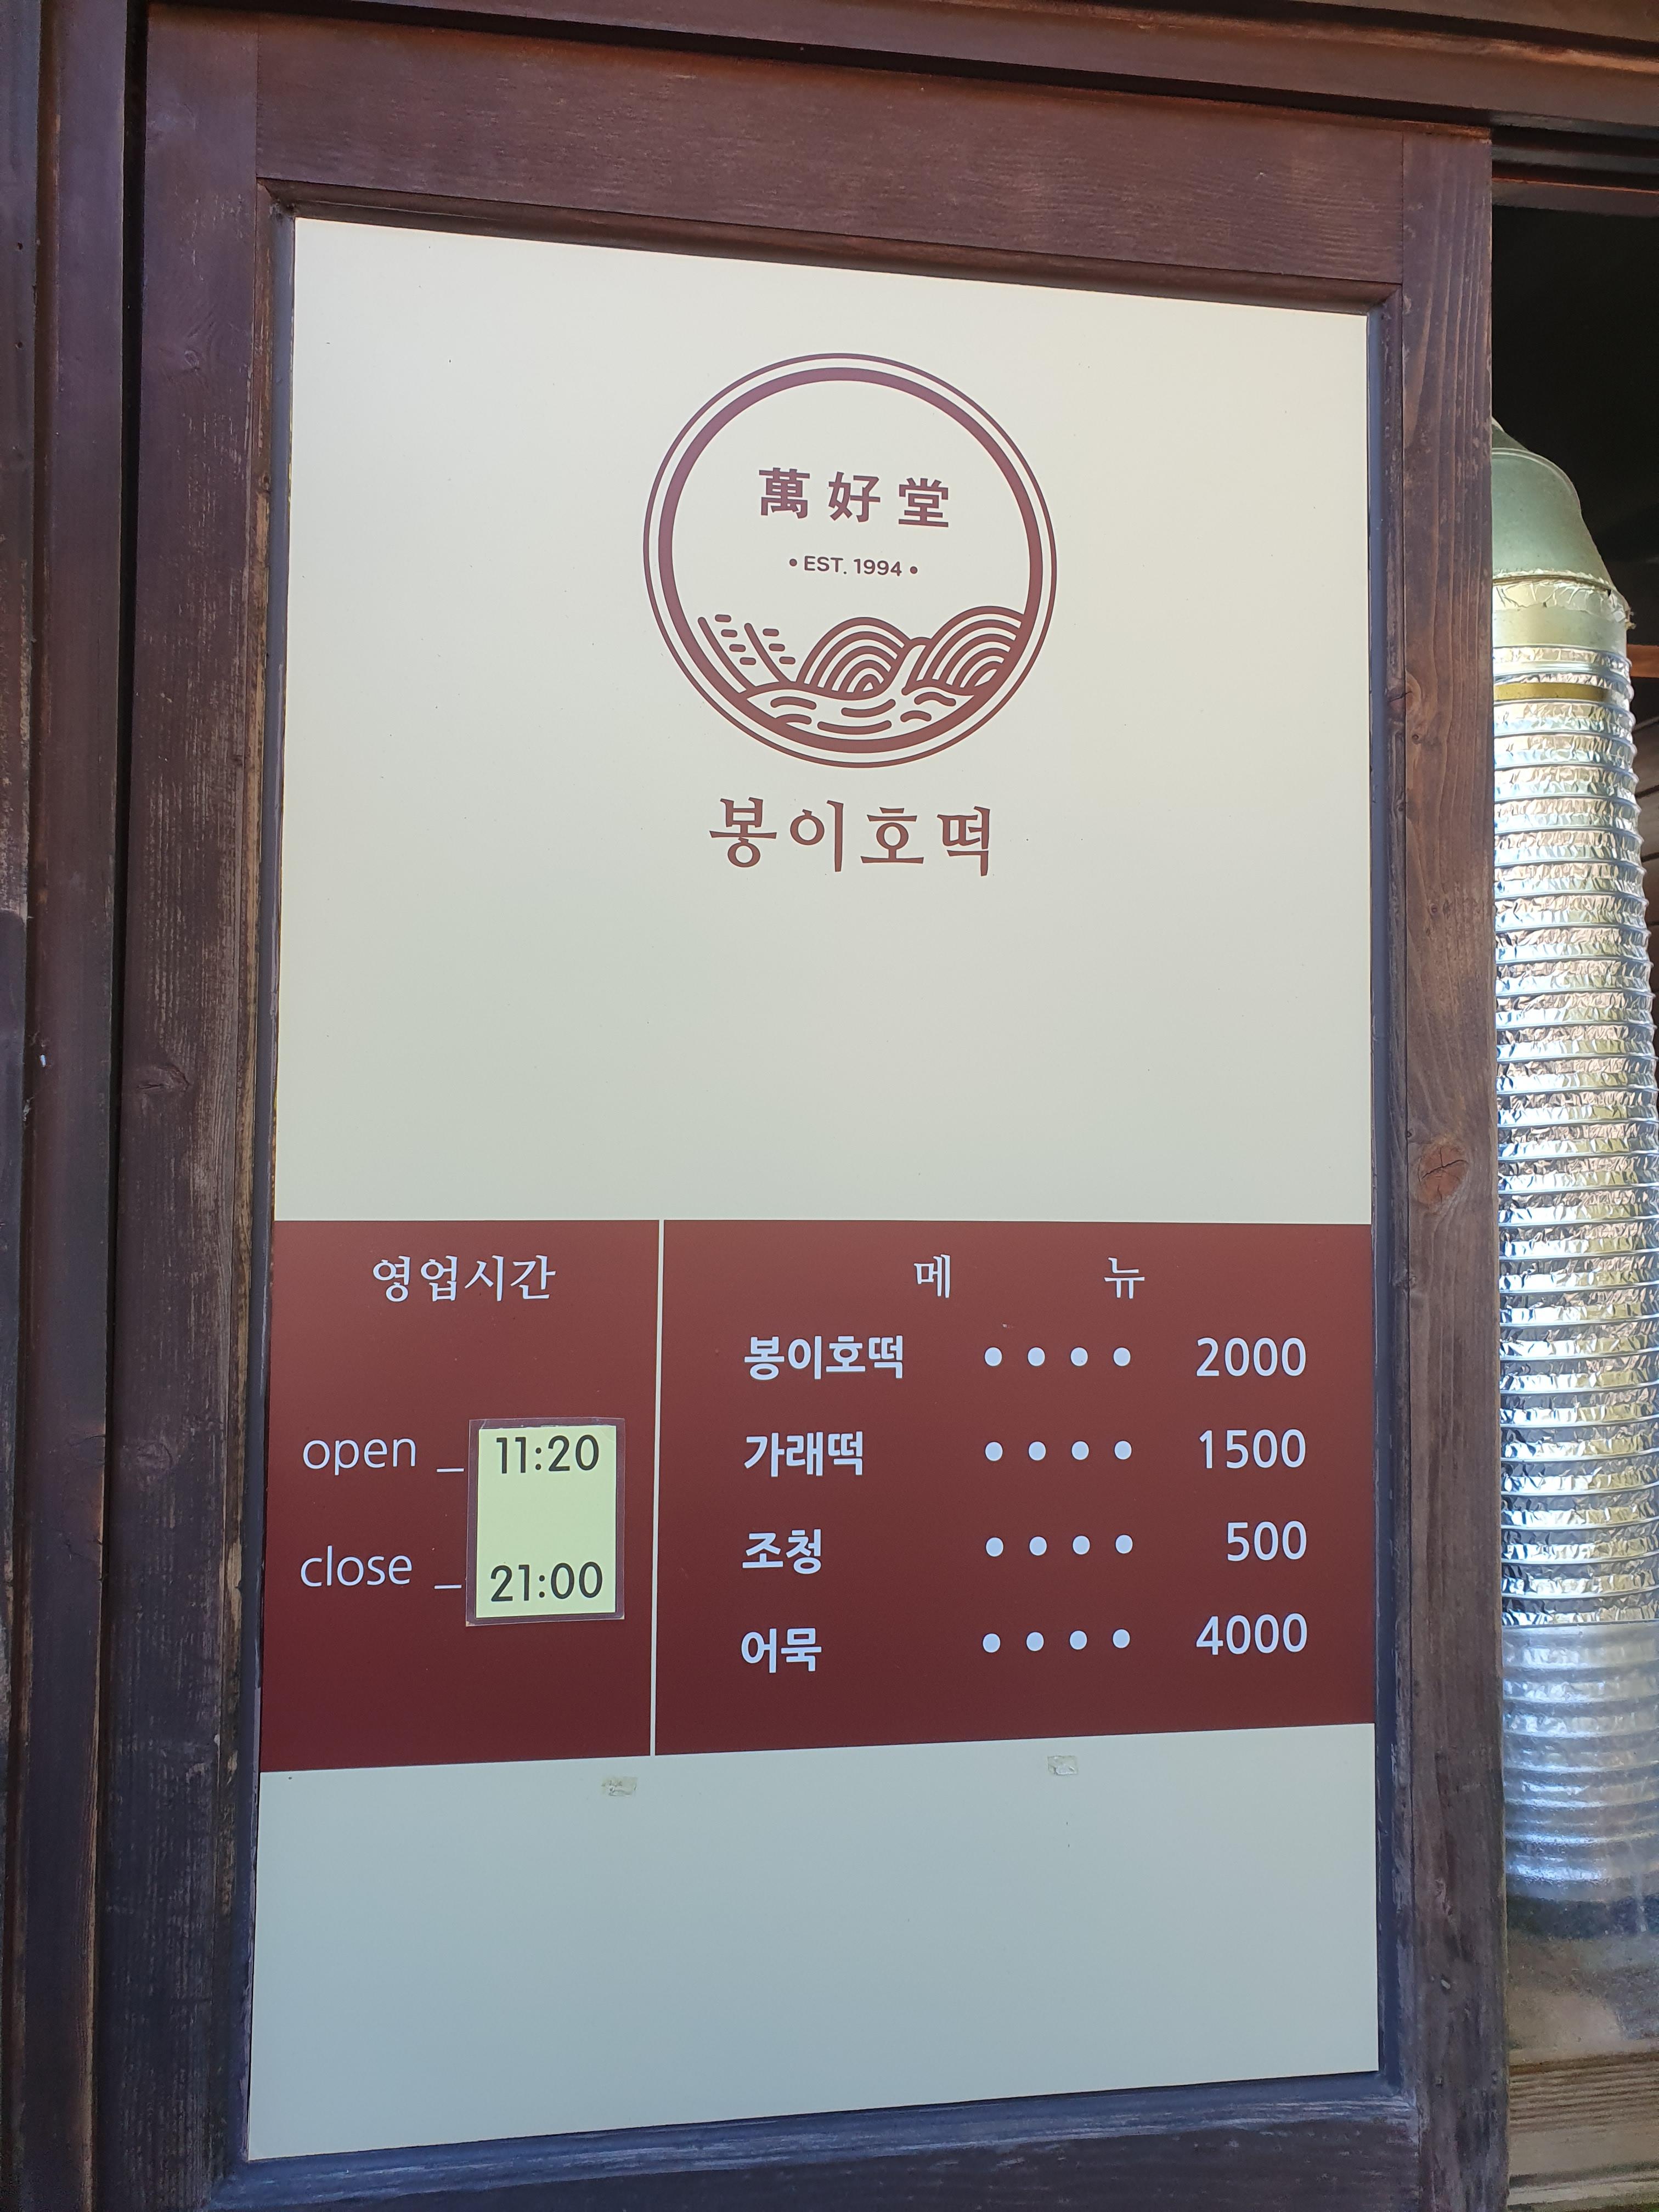 萬好堂
• EST. 1994 •
봉이호떡
영업시간
open _ 11:20
close _ 21:00
메 뉴
봉이호떡 • • • • 2000
가래떡 • • • • 1500
조청 • • • • 500
어묵 • • • • 4000